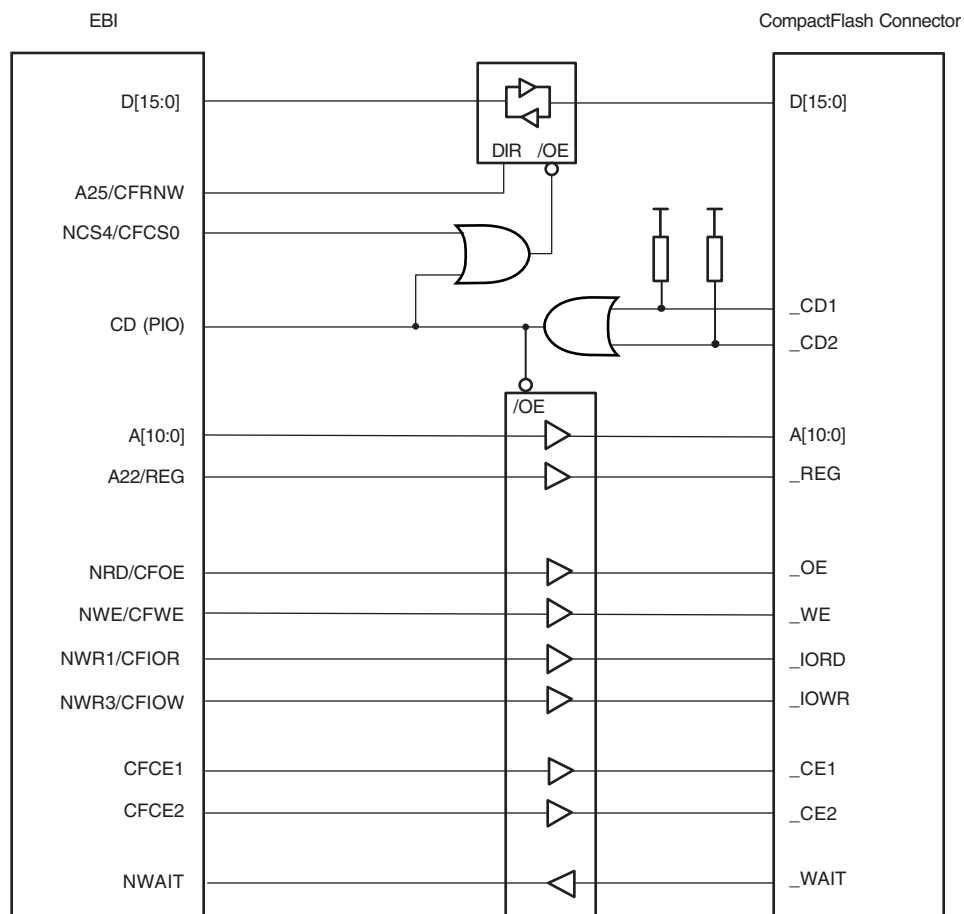 EBI CompactFlash Connector
D[15:0] D[15:0]
DIR /OE
A25/CFRNW
NCS4/CFCS0
_CD1
CD (PIO)
_CD2
/OE
A[10:0] A[10:0]
A22/REG _REG
NRD/CFOE _OE
NWE/CFWE _WE
NWR1/CFIOR _IORD
NWR3/CFIOW _IOWR
CFCE1 _CE1
CFCE2 _CE2
NWAIT _WAIT